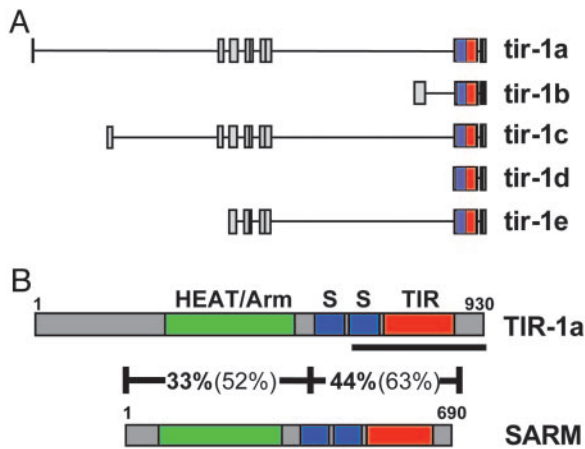 A
tir-1a
tir-1b
tir-1c
tir-1d
tir-1e
B
1 HEAT/Arm S S TIR 930
TIR-1a
33%(52%) 44%(63%)
1 690
SARM